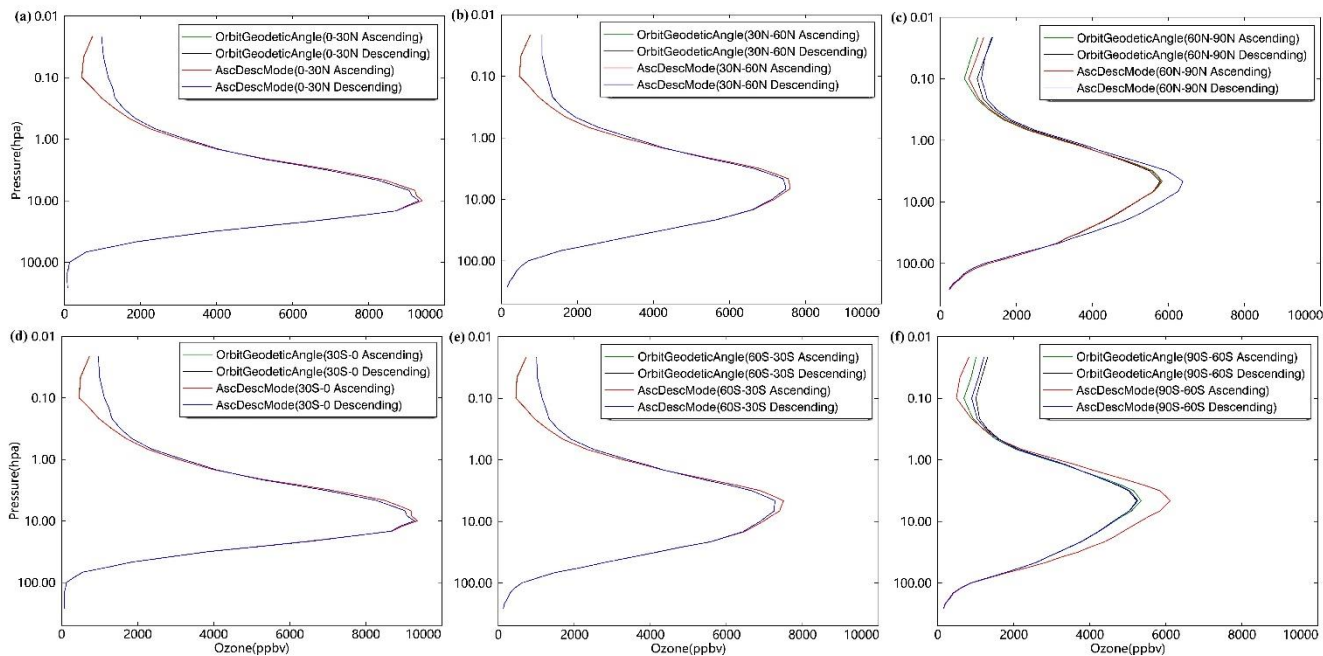 (a)
0.01
0.10
1.00
10.00
100.00
Pressure(hpa)
OrbitGeodeticAngle(0-30N Ascending)
OrbitGeodeticAngle(0-30N Descending)
AscDescMode(0-30N Ascending)
AscDescMode(0-30N Descending)
0 2000 4000 6000 8000 10000
(b)
0.01
0.10
1.00
10.00
100.00
OrbitGeodeticAngle(30N-60N Ascending)
OrbitGeodeticAngle(30N-60N Descending)
AscDescMode(30N-60N Ascending)
AscDescMode(30N-60N Descending)
0 2000 4000 6000 8000 10000
(c)
0.01
0.10
1.00
10.00
100.00
OrbitGeodeticAngle(60N-90N Ascending)
OrbitGeodeticAngle(60N-90N Descending)
AscDescMode(60N-90N Ascending)
AscDescMode(60N-90N Descending)
0 2000 4000 6000 8000 10000
(d)
0.01
0.10
1.00
10.00
100.00
Pressure(hpa)
OrbitGeodeticAngle(30S-0 Ascending)
OrbitGeodeticAngle(30S-0 Descending)
AscDescMode(30S-0 Ascending)
AscDescMode(30S-0 Descending)
0 2000 4000 6000 8000 10000
Ozone(ppbv)
(e)
0.01
0.10
1.00
10.00
100.00
OrbitGeodeticAngle(60S-30S Ascending)
OrbitGeodeticAngle(60S-30S Descending)
AscDescMode(60S-30S Ascending)
AscDescMode(60S-30S Descending)
0 2000 4000 6000 8000 10000
Ozone(ppbv)
(f)
0.01
0.10
1.00
10.00
100.00
OrbitGeodeticAngle(90S-60S Ascending)
OrbitGeodeticAngle(90S-60S Descending)
AscDescMode(90S-60S Ascending)
AscDescMode(90S-60S Descending)
0 2000 4000 6000 8000 10000
Ozone(ppbv)